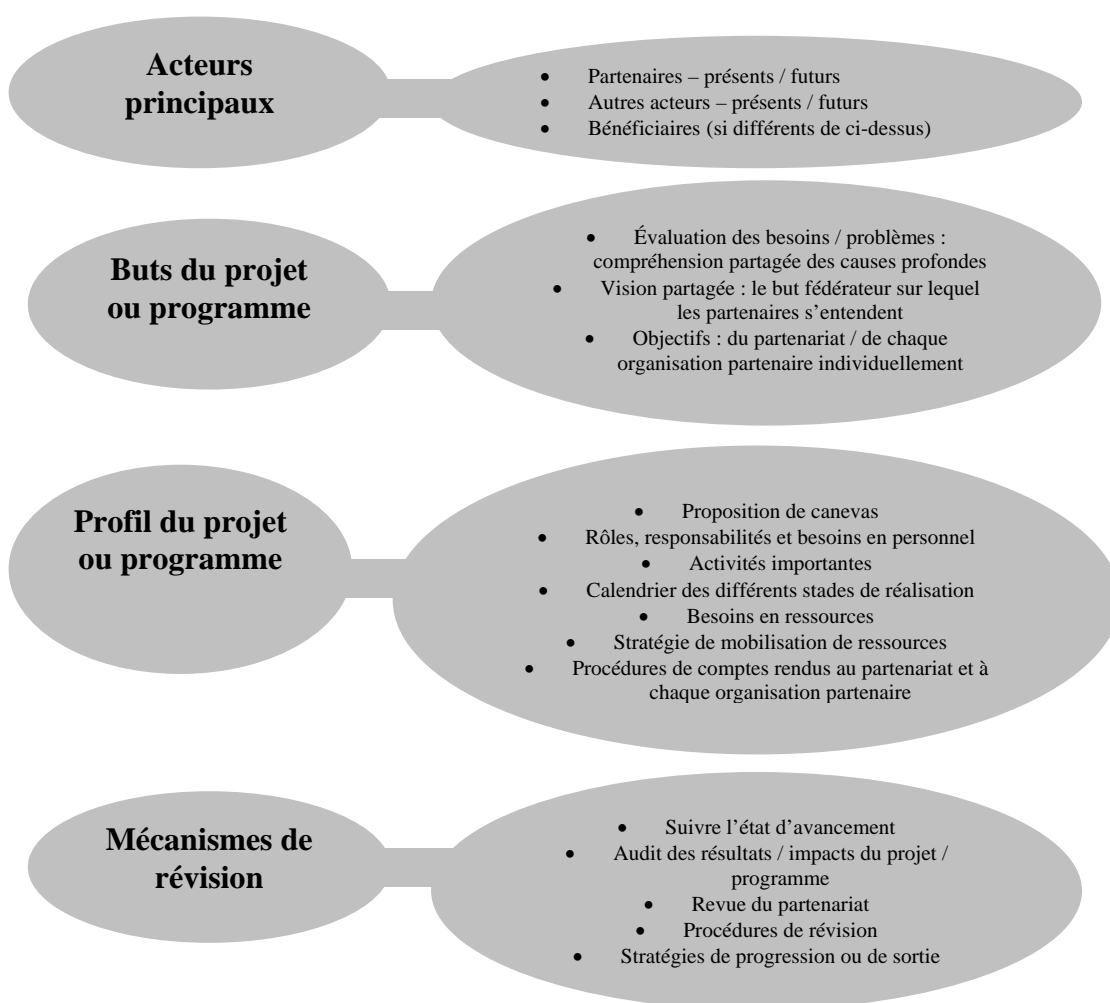 Acteurs
principaux
• Partenaires – présents / futurs
• Autres acteurs – présents / futurs
• Bénéficiaires (si différents de ci-dessus)
Buts du projet
ou programme
• Évaluation des besoins / problèmes :
compréhension partagée des causes profondes
• Vision partagée : le but fédérateur sur lequel
les partenaires s’entendent
• Objectifs : du partenariat / de chaque
organisation partenaire individuellement
Profil du projet
ou programme
• Proposition de canevas
• Rôles, responsabilités et besoins en personnel
• Activités importantes
• Calendrier des différents stades de réalisation
• Besoins en ressources
• Stratégie de mobilisation de ressources
• Procédures de comptes rendus au partenariat et à
chaque organisation partenaire
Mécanismes de
révision
• Suivre l’état d’avancement
• Audit des résultats / impacts du projet /
programme
• Revue du partenariat
• Procédures de révision
• Stratégies de progression ou de sortie